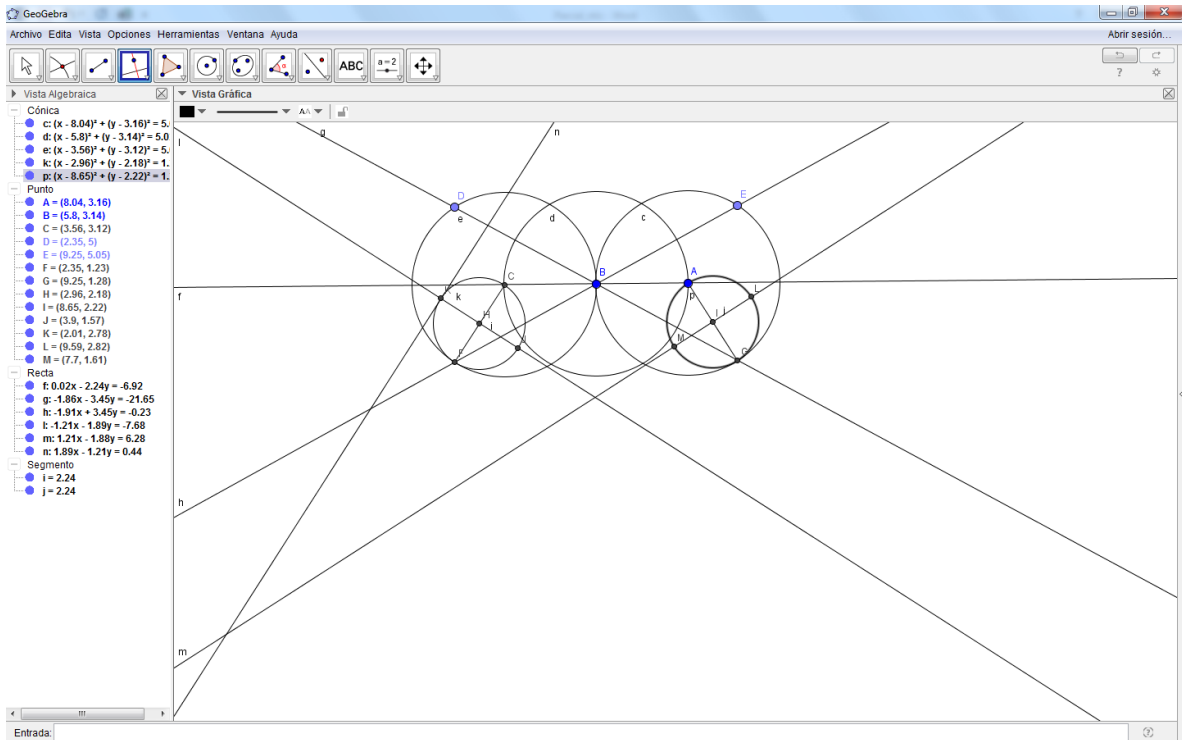 GeoGebra
Archivo Edita Vista Opciones Herramientas Ventana Ayuda
Abrir sesión...
ABC
a = 2
Vista Algebraica
Vista Gráfica
Cónica
c: (x - 8.04)² + (y - 3.16)² = 5.
d: (x - 5.8)² + (y - 3.14)² = 5.0
e: (x - 3.56)² + (y - 3.12)² = 5.
k: (x - 2.96)² + (y - 2.18)² = 1.
p: (x - 8.65)² + (y - 2.22)² = 1.
Punto
A = (8.04, 3.16)
B = (5.8, 3.14)
C = (3.56, 3.12)
D = (2.35, 5)
E = (9.25, 5.05)
F = (2.35, 1.23)
G = (9.25, 1.28)
H = (2.96, 2.18)
I = (8.65, 2.22)
J = (3.9, 1.57)
K = (2.01, 2.78)
L = (9.59, 2.82)
M = (7.7, 1.61)
Recta
f: 0.02x - 2.24y = -6.92
g: -1.86x - 3.45y = -21.65
h: -1.91x + 3.45y = -0.23
l: -1.21x - 1.89y = -7.68
m: 1.21x - 1.88y = 6.28
n: 1.89x - 1.21y = 0.44
Segmento
i = 2.24
j = 2.24
AA
g
n
l
D
E
e
d
c
C
B
A
f
K
k
p
L
H
i
I
j
J
M
F
G
h
m
Entrada: